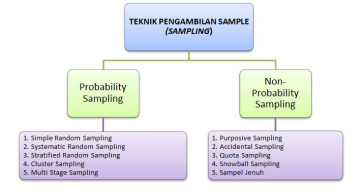 TEKNIK PENGAMBILAN SAMPLE
(SAMPLING)
Probability
Sampling
Non-
Probability
Sampling
1. Simple Random Sampling
2. Systematic Random Sampling
3. Stratified Random Sampling
4. Cluster Sampling
5. Multi Stage Sampling
1. Purposive Sampling
2. Accidental Sampling
3. Quota Sampling
4. Snowball Sampling
5. Sampel Jenuh